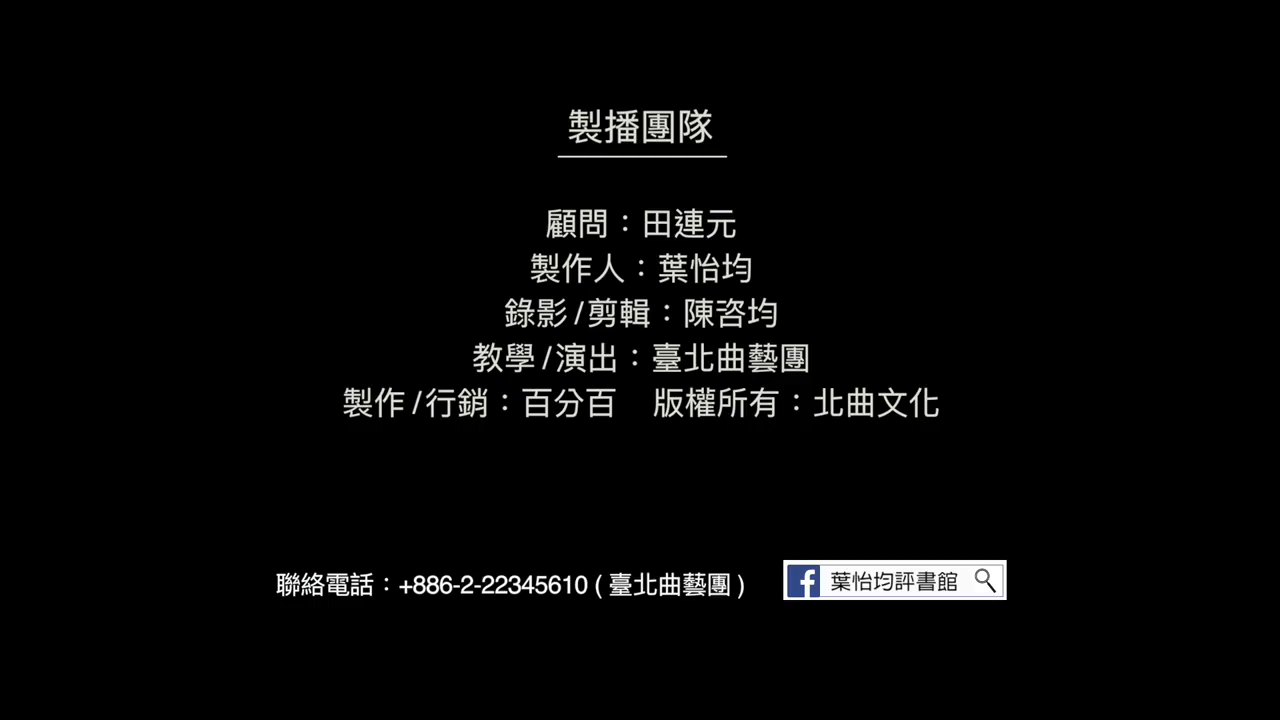 製播團隊
顧問：田連元
製作人：葉怡均
錄影/剪輯：陳咨均
教學/演出：臺北曲藝團
製作/行銷：百分百　版權所有：北曲文化
聯絡電話：+886-2-22345610 ( 臺北曲藝團 )　葉怡均評書館